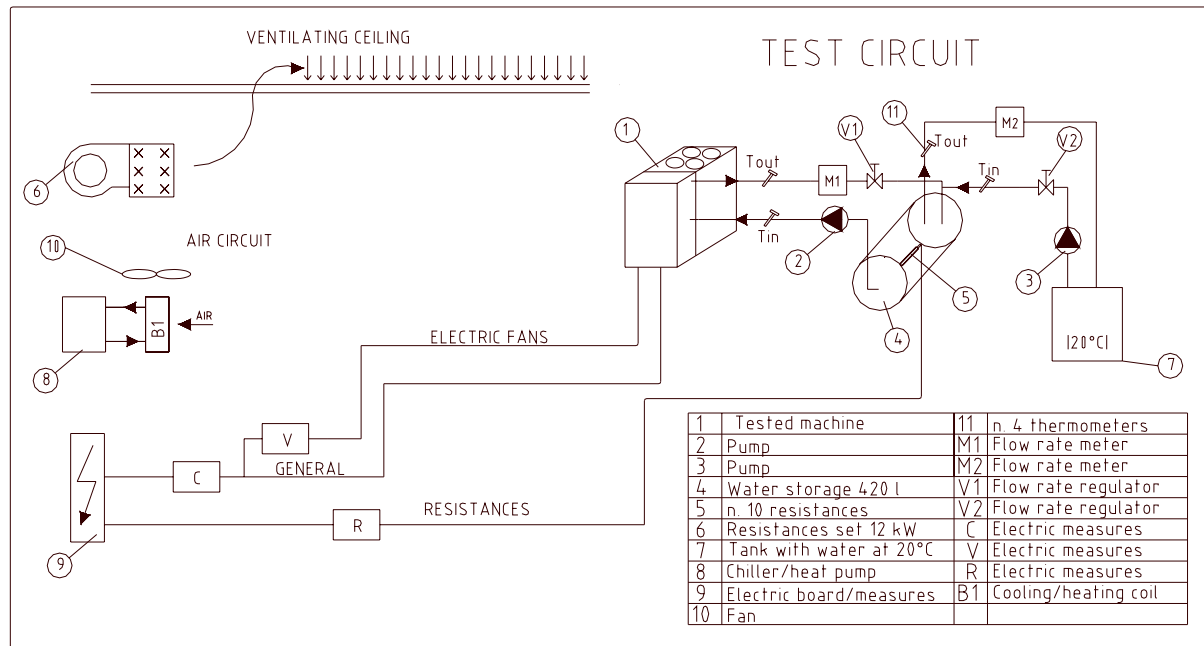 VENTILATING CEILING
TEST CIRCUIT
1
V1
11
M2
V2
Tout
Tout
M1
Tin
6
Tin
2
3
10
AIR CIRCUIT
5
4
B1
AIR
|20°C|
7
8
ELECTRIC FANS
V
C
GENERAL
RESISTANCES
R
9
1 Tested machine 11 n. 4 thermometers
2 Pump M1 Flow rate meter
3 Pump M2 Flow rate meter
4 Water storage 420 l V1 Flow rate regulator
5 n. 10 resistances V2 Flow rate regulator
6 Resistances set 12 kW C Electric measures
7 Tank with water at 20°C V Electric measures
8 Chiller/heat pump R Electric measures
9 Electric board/measures B1 Cooling/heating coil
10 Fan